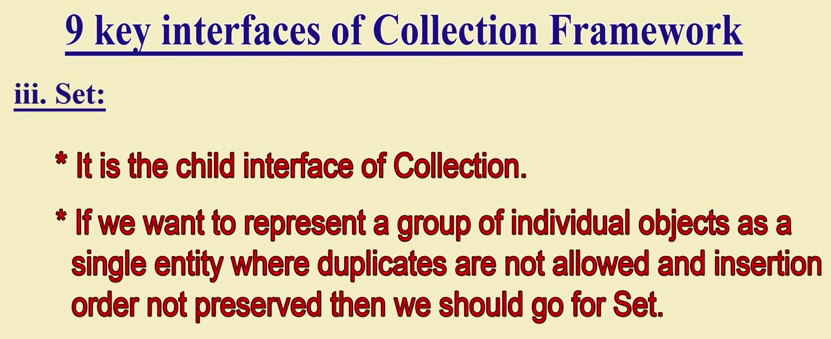 9 key interfaces of Collection Framework
iii. Set:
* It is the child interface of Collection.
* If we want to represent a group of individual objects as a
single entity where duplicates are not allowed and insertion
order not preserved then we should go for Set.